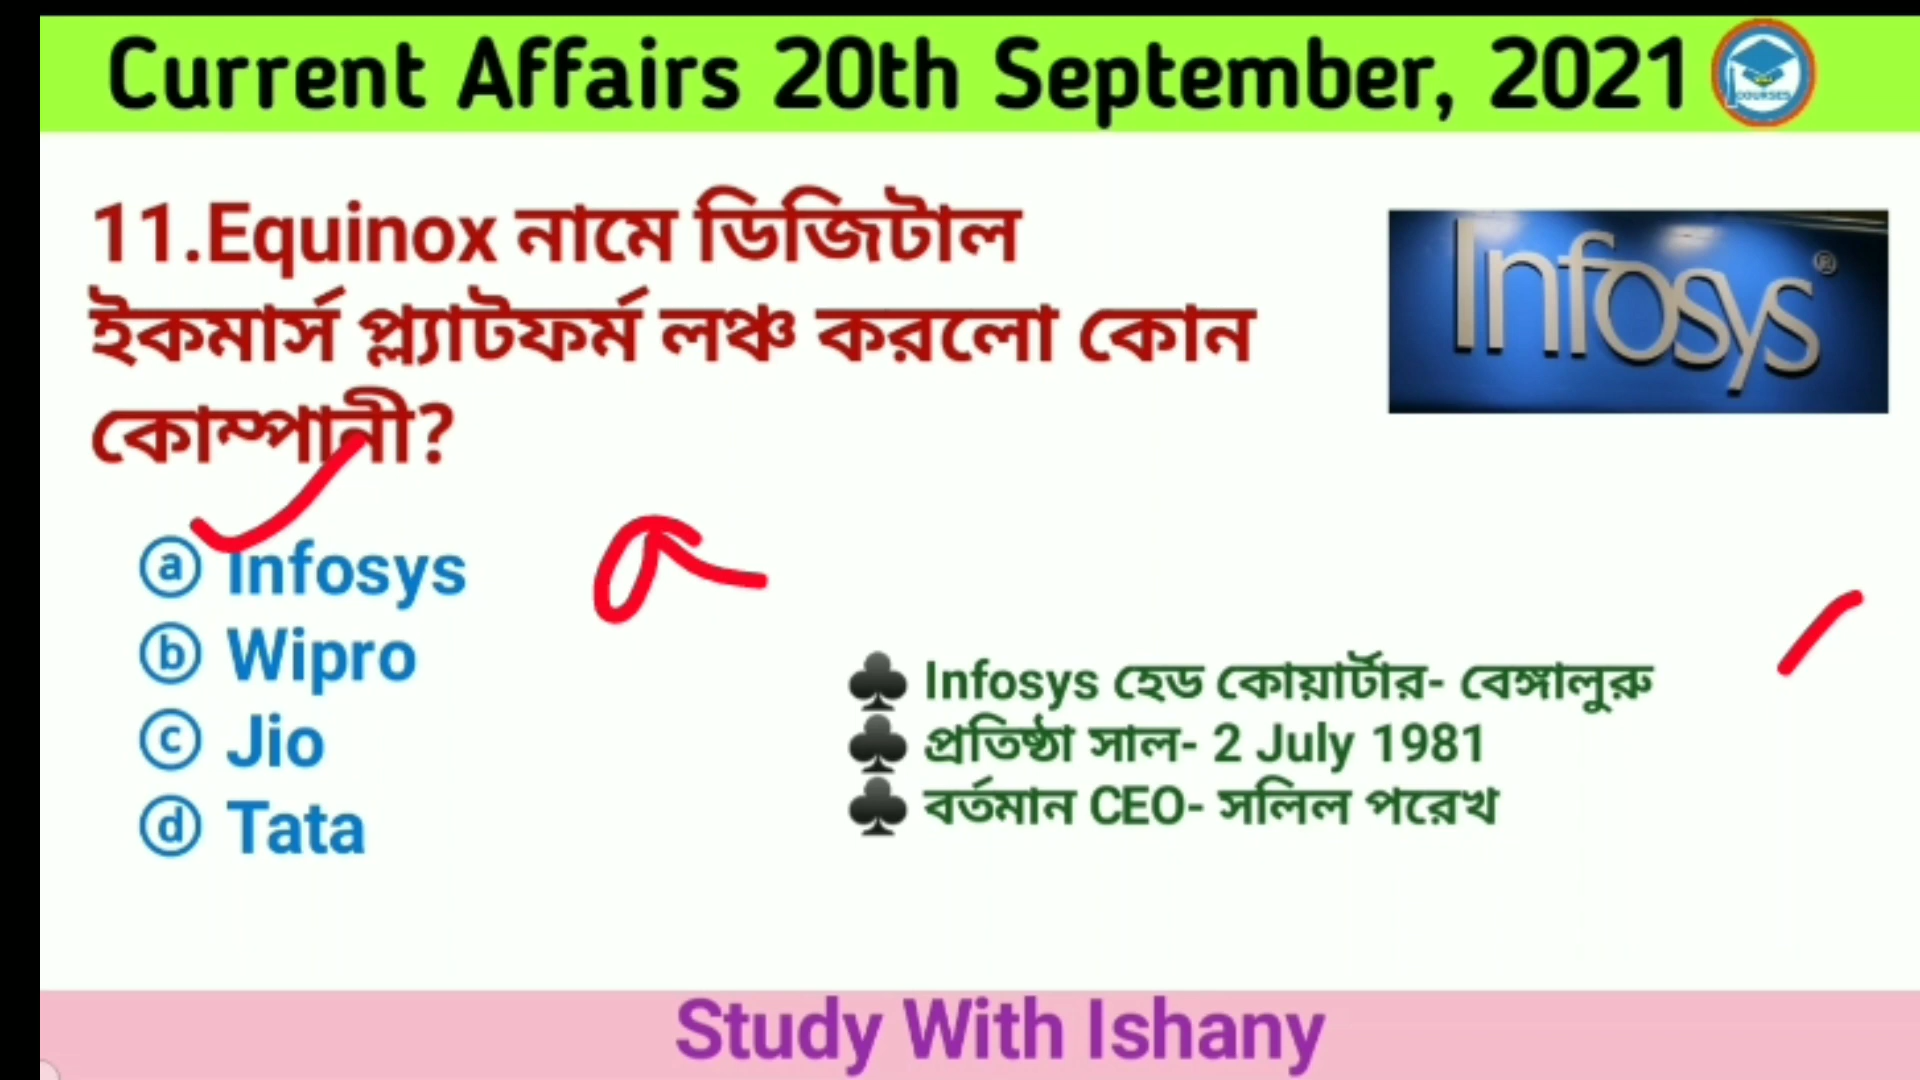 Current Affairs 20th September, 2021
COURSES
11.Equinox নামে ডিজিটাল
ইকমার্স প্ল্যাটফর্ম লঞ্চ করলো কোন
কোম্পানী?
Infosys®
ⓐ Infosys
ⓑ Wipro
ⓒ Jio
ⓓ Tata
a
♣ Infosys হেড কোয়ার্টার- বেঙ্গালুরু
♣ প্রতিষ্ঠা সাল- 2 July 1981
♣ বর্তমান CEO- সলিল পরেখ
Study With Ishany